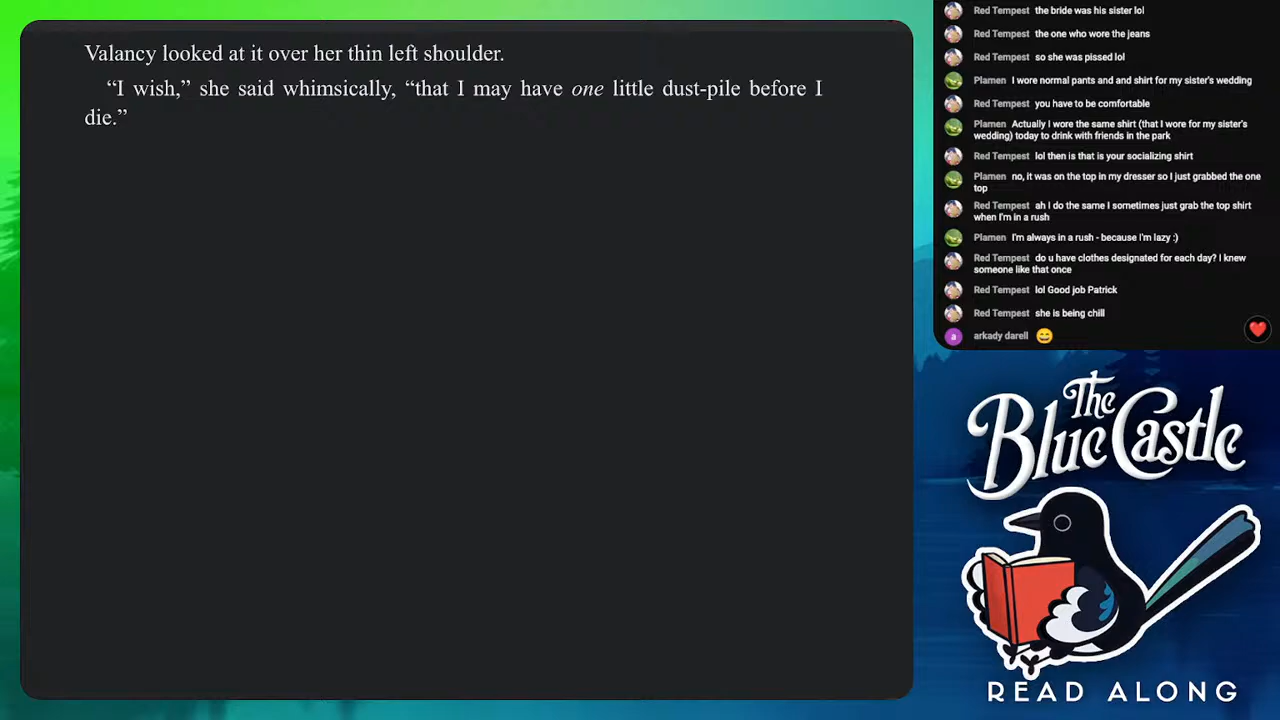 Valancy looked at it over her thin left shoulder.
“I wish,” she said whimsically, “that I may have one little dust-pile before I
die.”
Red Tempest the bride was his sister lol
Red Tempest the one who wore the jeans
Red Tempest so she was pissed lol
Plamen I wore normal pants and and shirt for my sister's wedding
Red Tempest you have to be comfortable
Plamen Actually I wore the same shirt (that I wore for my sister's
wedding) today to drink with friends in the park
Red Tempest lol then is that is your socializing shirt
Plamen no, it was on the top in my dresser so I just grabbed the one
top
Red Tempest ah I do the same I sometimes just grab the top shirt
when I'm in a rush
Plamen I'm always in a rush - because I'm lazy :)
Red Tempest do u have clothes designated for each day? I knew
someone like that once
Red Tempest lol Good job Patrick
Red Tempest she is being chill
a arkady darell 😄
The
Blue Castle
READ ALONG